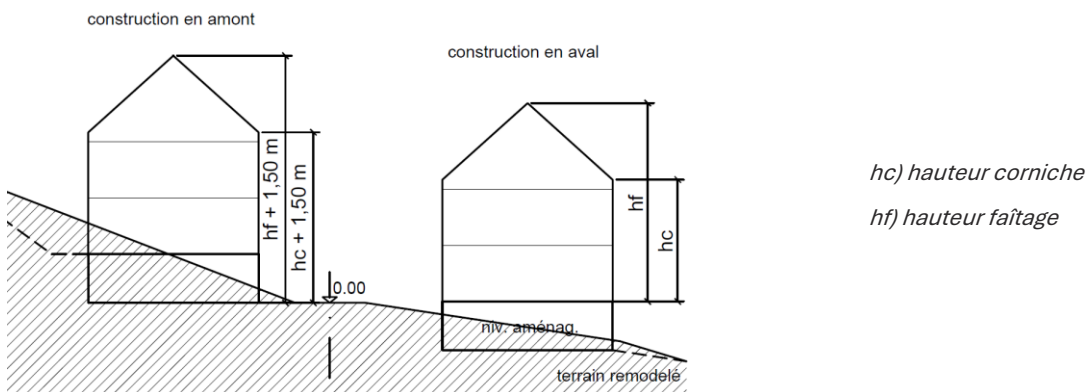 construction en amont
construction en aval
hf + 1,50 m
hc + 1,50 m
hf
hc
0.00
niv. aménag.
terrain remodelé
hc) hauteur corniche
hf) hauteur faîtage